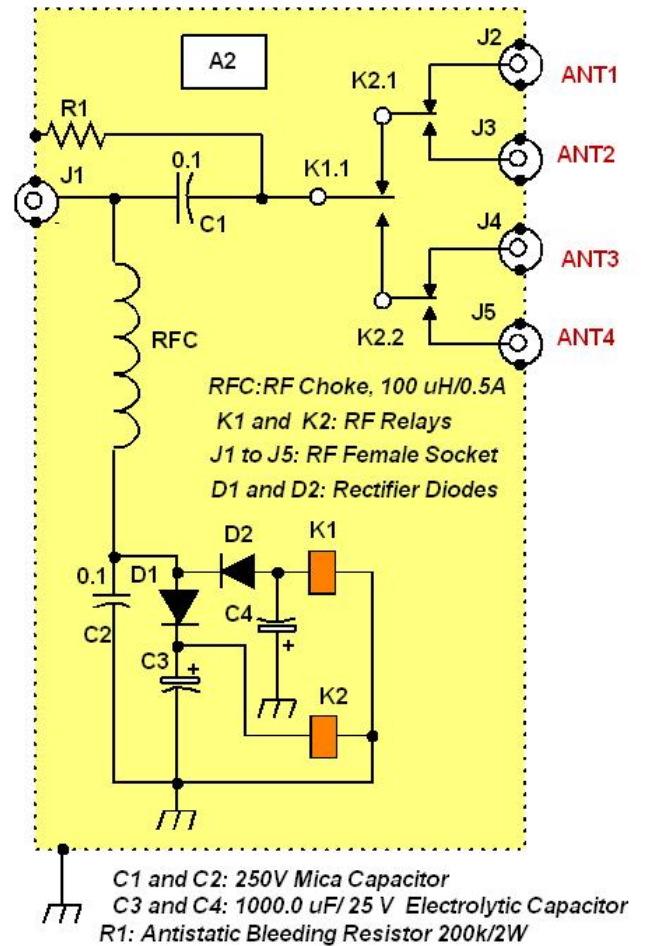 A2
J2
ANT1
K2.1
R1
J3
ANT2
0.1
K1.1
J1
C1
J4
ANT3
K2.2
J5
ANT4
RFC
RFC:RF Choke, 100 uH/0.5A
K1 and K2: RF Relays
J1 to J5: RF Female Socket
D1 and D2: Rectifier Diodes
D2
K1
0.1
D1
C4
+
C2
C3
+
K2
C1 and C2: 250V Mica Capacitor
C3 and C4: 1000.0 uF/ 25 V Electrolytic Capacitor
R1: Antistatic Bleeding Resistor 200k/2W